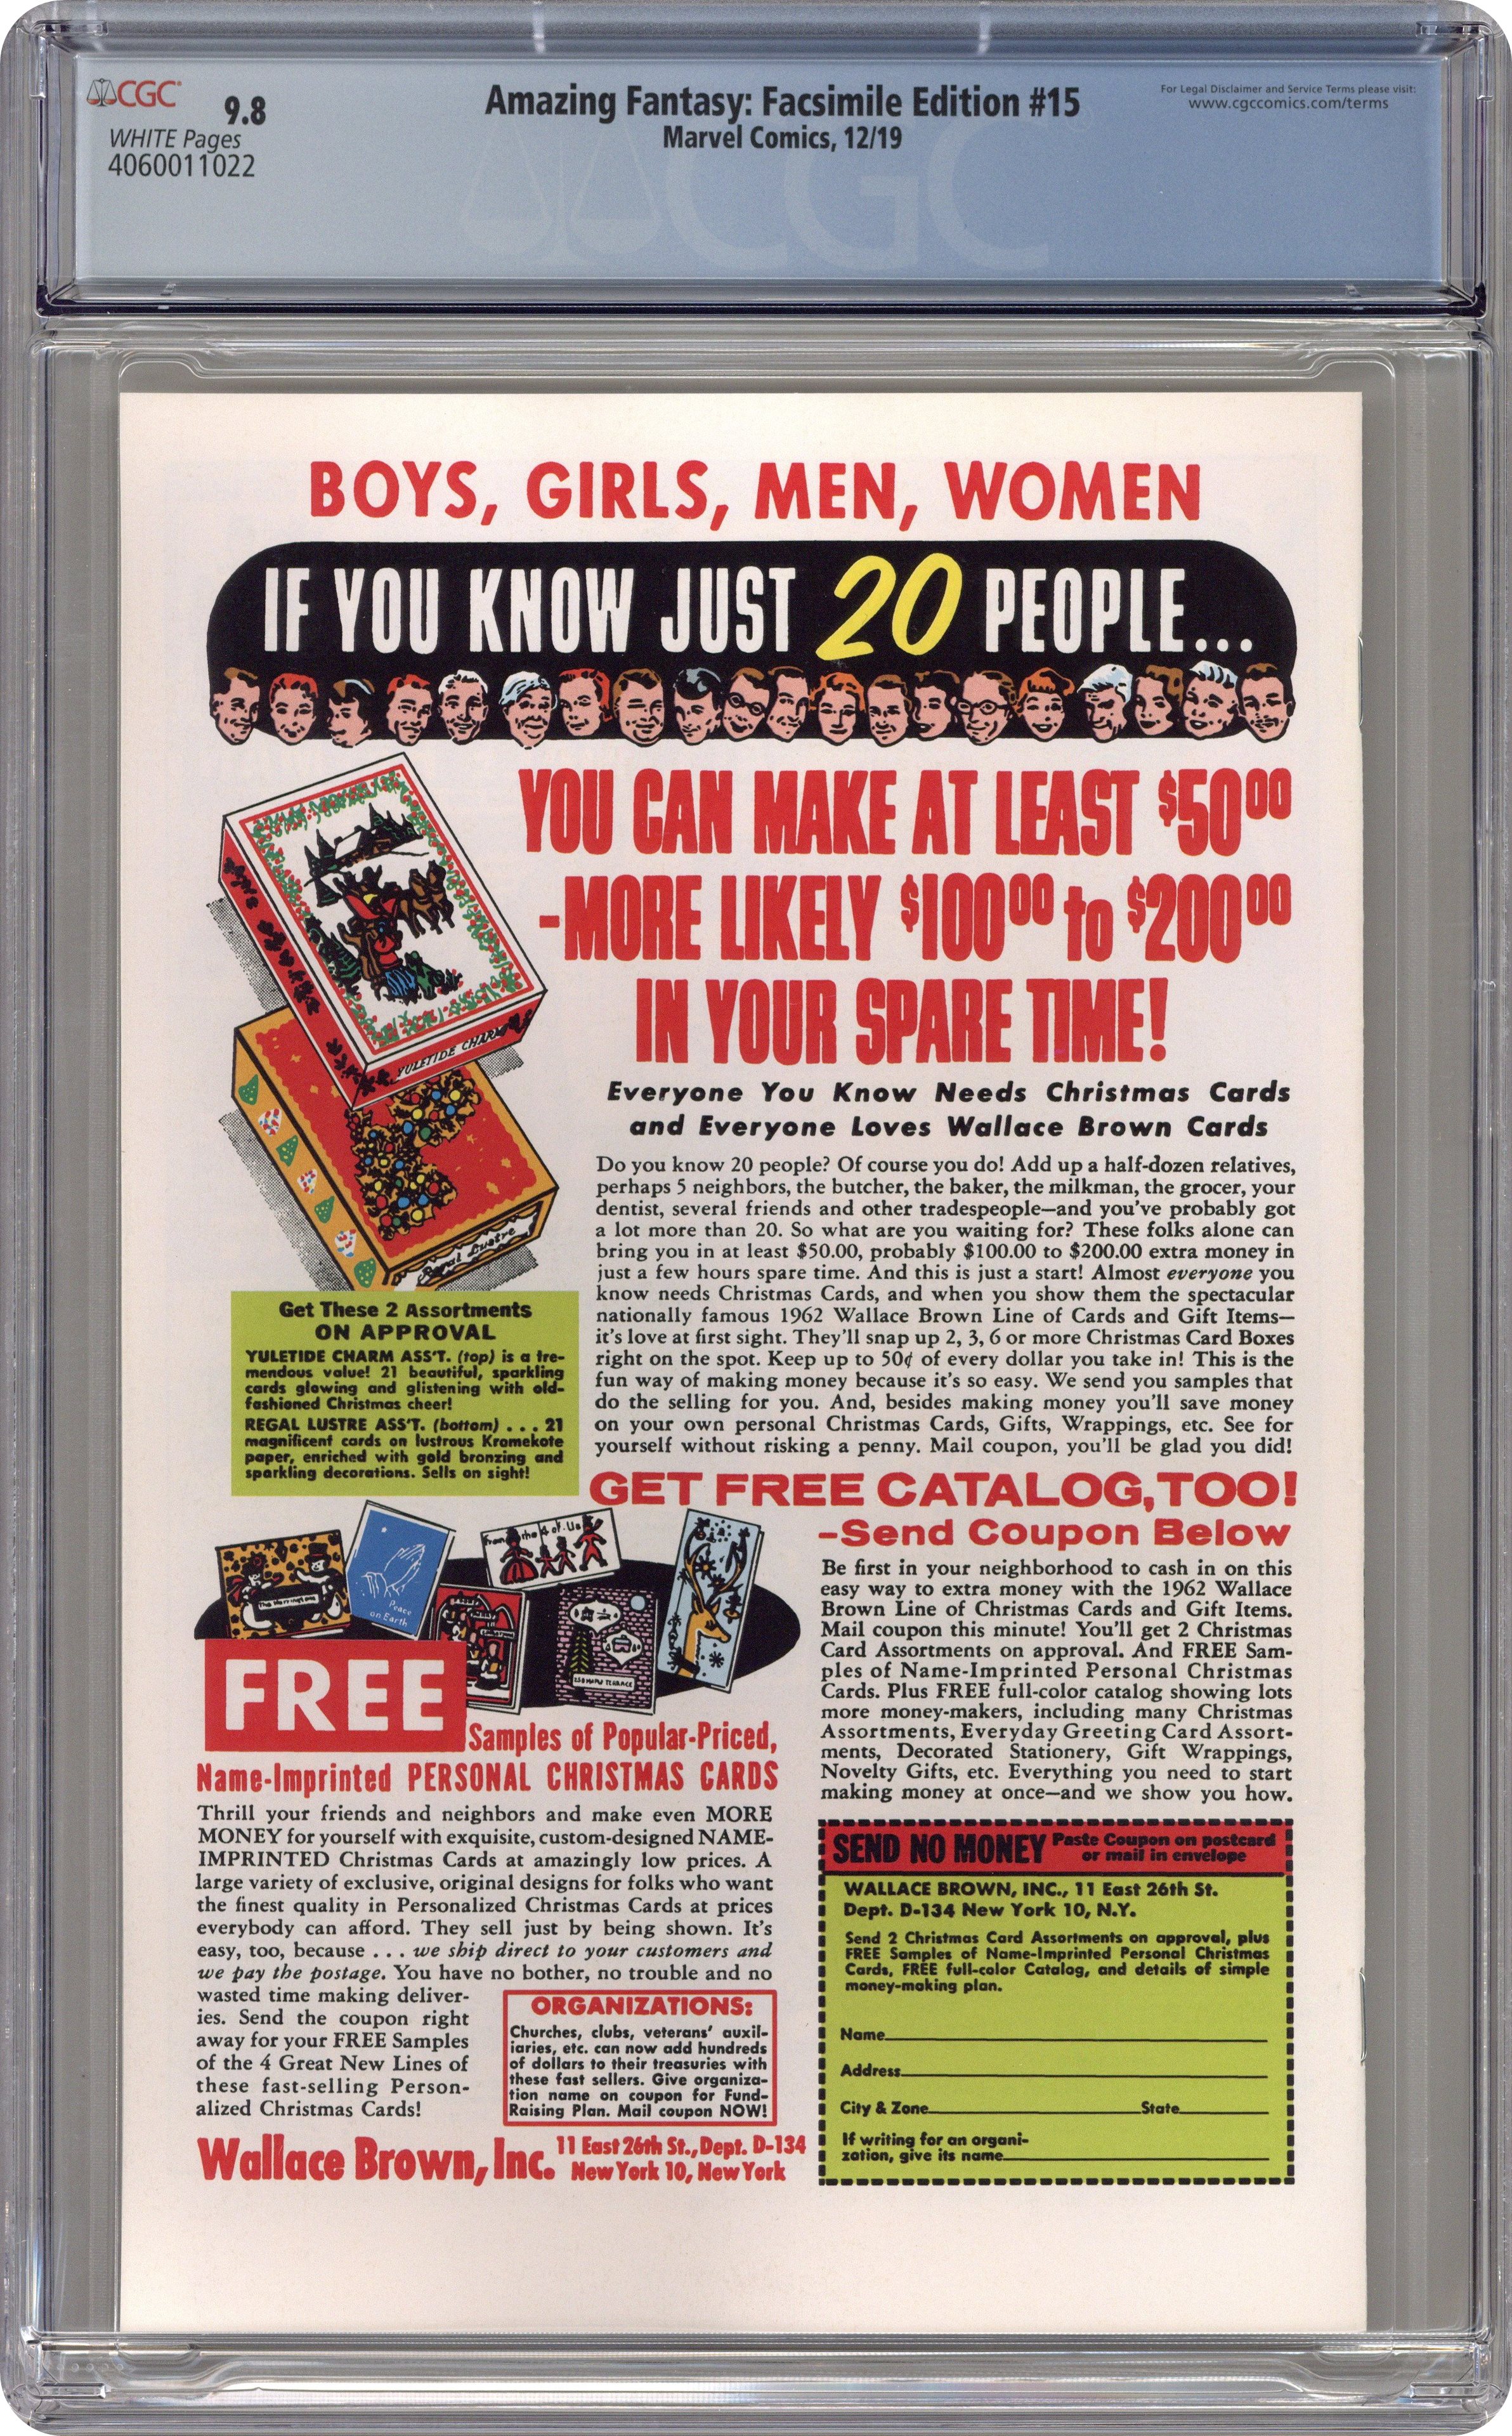 CGC
9.8
WHITE Pages
4060011022
Amazing Fantasy: Facsimile Edition #15
Marvel Comics, 12/19
For Legal Disclaimer and Service Terms please visit:
www.cgccomics.com/terms
CGC
BOYS, GIRLS, MEN, WOMEN
IF YOU KNOW JUST 20 PEOPLE...
YOU CAN MAKE AT LEAST $50.00
-MORE LIKELY $100.00 to $200.00
IN YOUR SPARE TIME!
YULETIDE CHARM
Regal Lustre
Everyone You Know Needs Christmas Cards
and Everyone Loves Wallace Brown Cards
Do you know 20 people? Of course you do! Add up a half-dozen relatives,
perhaps 5 neighbors, the butcher, the baker, the milkman, the grocer, your
dentist, several friends and other tradespeople—and you've probably got
a lot more than 20. So what are you waiting for? These folks alone can
bring you in at least $50.00, probably $100.00 to $200.00 extra money in
just a few hours spare time. And this is just a start! Almost everyone you
know needs Christmas Cards, and when you show them the spectacular
nationally famous 1962 Wallace Brown Line of Cards and Gift Items—
it's love at first sight. They'll snap up 2, 3, 6 or more Christmas Card Boxes
right on the spot. Keep up to 50¢ of every dollar you take in! This is the
fun way of making money because it's so easy. We send you samples that
do the selling for you. And, besides making money you'll save money
on your own personal Christmas Cards, Gifts, Wrappings, etc. See for
yourself without risking a penny. Mail coupon, you'll be glad you did!
Get These 2 Assortments
ON APPROVAL
YULETIDE CHARM ASS'T. (top) is a tre-
mendous value! 21 beautiful, sparkling
cards glowing and glistening with old-
fashioned Christmas cheer!
REGAL LUSTRE ASS'T. (bottom) . . . 21
magnificent cards on lustrous Kromekote
paper, enriched with gold bronzing and
sparkling decorations. Sells on sight!
GET FREE CATALOG, TOO!
-Send Coupon Below
Be first in your neighborhood to cash in on this
easy way to extra money with the 1962 Wallace
Brown Line of Christmas Cards and Gift Items.
Mail coupon this minute! You'll get 2 Christmas
Card Assortments on approval. And FREE Sam-
ples of Name-Imprinted Personal Christmas
Cards. Plus FREE full-color catalog showing lots
more money-makers, including many Christmas
Assortments, Everyday Greeting Card Assort-
ments, Decorated Stationery, Gift Wrappings,
Novelty Gifts, etc. Everything you need to start
making money at once—and we show you how.
The Harringtons
Peace
on Earth
from the 4 of Us
FREE
Samples of Popular-Priced,
Name-Imprinted PERSONAL CHRISTMAS CARDS
Thrill your friends and neighbors and make even MORE
MONEY for yourself with exquisite, custom-designed NAME-
IMPRINTED Christmas Cards at amazingly low prices. A
large variety of exclusive, original designs for folks who want
the finest quality in Personalized Christmas Cards at prices
everybody can afford. They sell just by being shown. It's
easy, too, because . . . we ship direct to your customers and
we pay the postage. You have no bother, no trouble and no
wasted time making deliver-
ies. Send the coupon right
away for your FREE Samples
of the 4 Great New Lines of
these fast-selling Person-
alized Christmas Cards!
ORGANIZATIONS:
Churches, clubs, veterans' auxil-
iaries, etc. can now add hundreds
of dollars to their treasuries with
these fast sellers. Give organiza-
tion name on coupon for Fund-
Raising Plan. Mail coupon NOW!
Wallace Brown, Inc. 11 East 26th St., Dept. D-134
New York 10, New York
SEND NO MONEY Paste Coupon on postcard
or mail in envelope
WALLACE BROWN, INC., 11 East 26th St.
Dept. D-134 New York 10, N.Y.
Send 2 Christmas Card Assortments on approval, plus
FREE Samples of Name-Imprinted Personal Christmas
Cards, FREE full-color Catalog, and details of simple
money-making plan.
Name
Address
City & Zone State
If writing for an organi-
zation, give its name